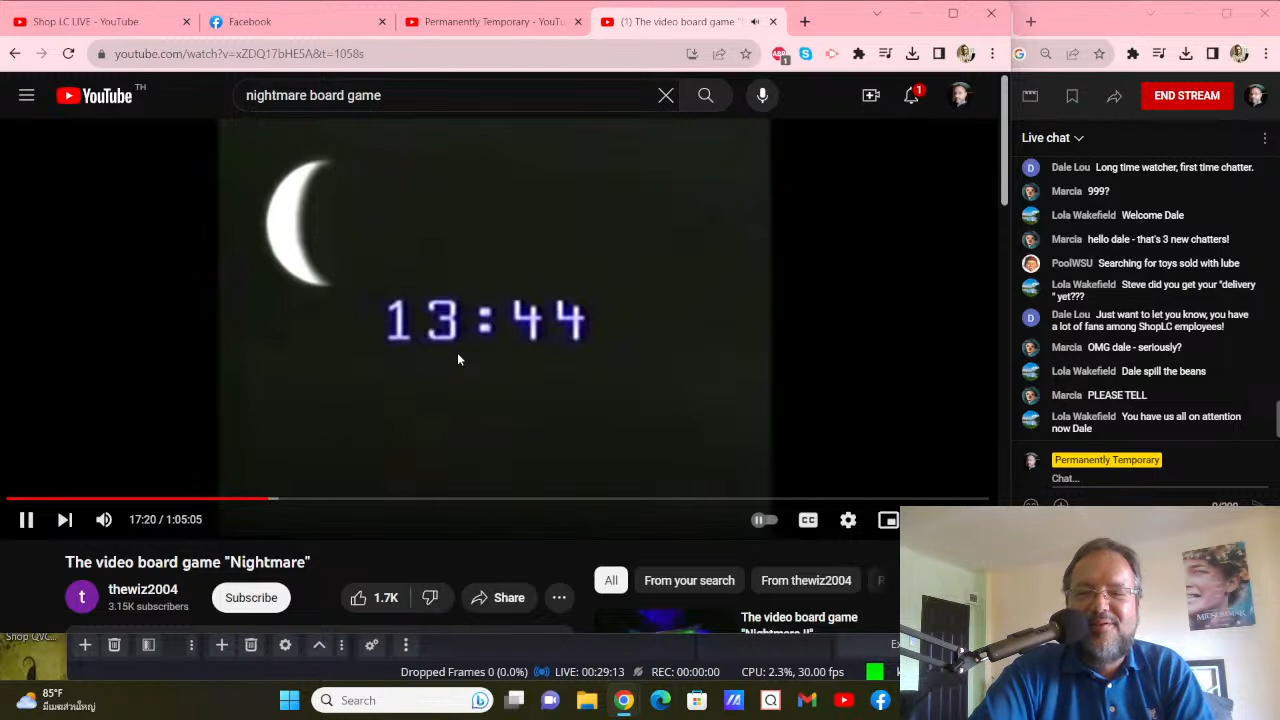 Shop LC LIVE - YouTube
Facebook
Permanently Temporary - YouTu
(1) The video board game "
youtube.com/watch?v=xZDQ17bHE5A&t=1058s
YouTube TH
nightmare board game
1
END STREAM
Live chat
Dale Lou Long time watcher, first time chatter.
Marcia 999?
Lola Wakefield Welcome Dale
Marcia hello dale - that's 3 new chatters!
PoolWSU Searching for toys sold with lube
Lola Wakefield Steve did you get your "delivery
" yet???
Dale Lou Just want to let you know, you have
a lot of fans among ShopLC employees!
Marcia OMG dale - seriously?
Lola Wakefield Dale spill the beans
Marcia PLEASE TELL
Lola Wakefield You have us all on attention
now Dale
Permanently Temporary
Chat...
13:44
17:20 / 1:05:05
CC
The video board game "Nightmare"
thewiz2004
3.15K subscribers
Subscribe
1.7K
Share
All
From your search
From thewiz2004
The video board game
"Nightmare II"
Shop QVC...
Dropped Frames 0 (0.0%)
LIVE: 00:29:13
REC: 00:00:00
CPU: 2.3%, 30.00 fps
85°F
Search
MIDSOMMAR